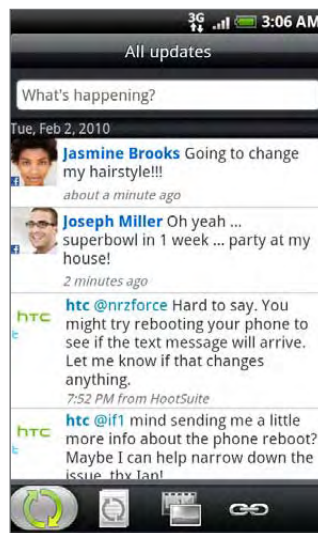 3G 3:06 AM
All updates
What's happening?
Tue, Feb 2, 2010
Jasmine Brooks Going to change
my hairstyle!!!
about a minute ago
Joseph Miller Oh yeah ...
superbowl in 1 week ... party at my
house!
2 minutes ago
htc
htc @nrzforce Hard to say. You
might try rebooting your phone to
see if the text message will arrive.
Let me know if that changes
anything.
7:52 PM from HootSuite
htc
htc @if1 mind sending me a little
more info about the phone reboot?
Maybe I can help narrow down the
issue, thx Ian!